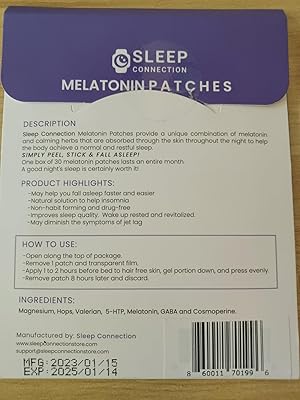 SLEEP
CONNECTION
MELATONIN PATCHES
DESCRIPTION
Sleep Connection Melatonin Patches provide a unique combination of melatonin
and calming herbs that are absorbed through the skin throughout the night to help
the body achieve a normal and restful sleep.
SIMPLY PEEL, STICK & FALL ASLEEP!
One box of 30 melatonin patches lasts an entire month.
A good night's sleep is certainly worth it!
PRODUCT HIGHLIGHTS:
-May help you fall asleep faster and easier
-Natural solution to help insomnia
-Non-habit forming and drug-free
-Improves sleep quality. Wake up rested and revitalized.
-May diminish the symptoms of jet lag
HOW TO USE:
-Open along the top of package.
-Remove 1 patch and transparent film.
-Apply 1 to 2 hours before bed to hair free skin, gel portion down, and press evenly.
-Remove patch 8 hours later and discard.
INGREDIENTS:
Magnesium, Hops, Valerian, 5-HTP, Melatonin, GABA and Cosmoperine.
Manufactured by: Sleep Connection
www.sleepconnectionstore.com
support@sleepconnectionstore.com
MFG 2023/01/15
EXP 2025/01/14
8 60011 70199 6